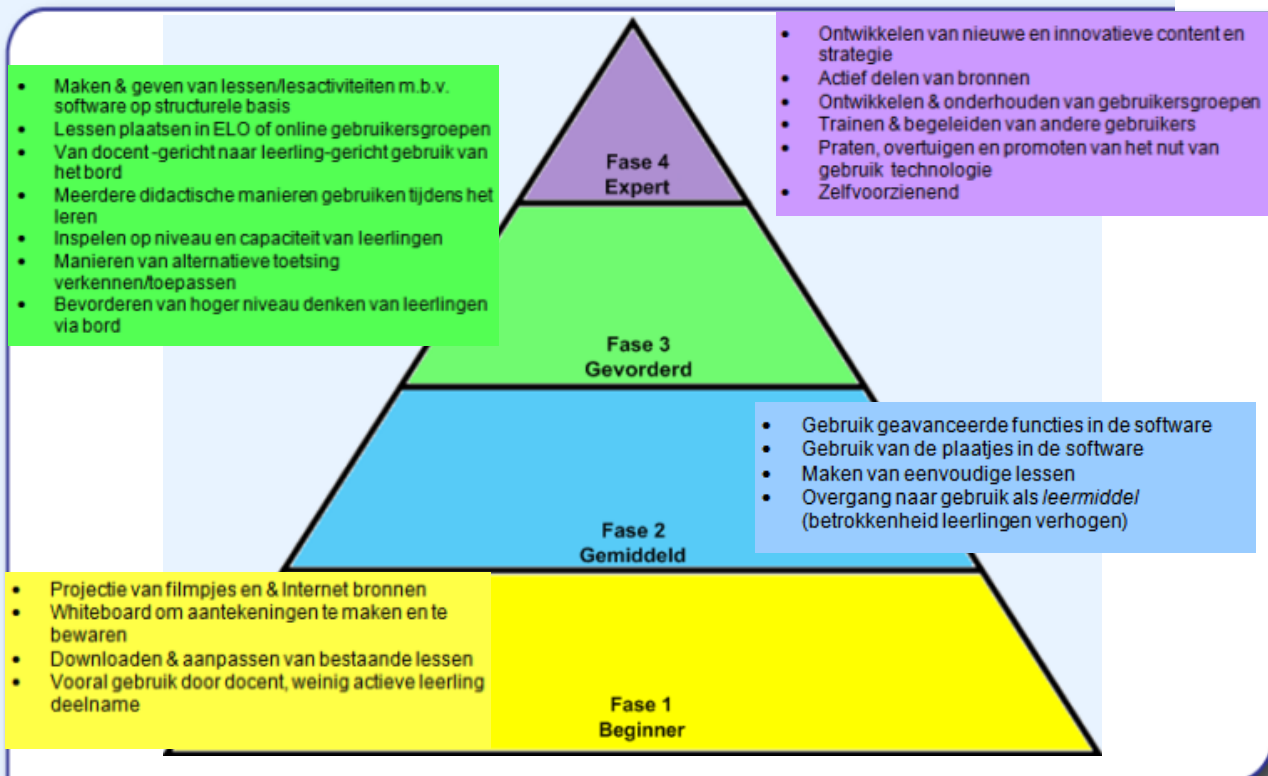 • Ontwikkelen van nieuwe en innovatieve content en
strategie
• Actief delen van bronnen
• Ontwikkelen & onderhouden van gebruikersgroepen
• Trainen & begeleiden van andere gebruikers
• Praten, overtuigen en promoten van het nut van
gebruik technologie
• Zelfvoorzienend
• Maken & geven van lessen/lesactiviteiten m.b.v.
software op structurele basis
• Lessen plaatsen in ELO of online gebruikersgroepen
• Van docent-gericht naar leerling-gericht gebruik van
het bord
• Meerdere didactische manieren gebruiken tijdens het
leren
• Inspelen op niveau en capaciteit van leerlingen
• Manieren van alternatieve toetsing
verkennen/toepassen
• Bevorderen van hoger niveau denken van leerlingen
via bord
Fase 4
Expert
Fase 3
Gevorderd
• Gebruik geavanceerde functies in de software
• Gebruik van de plaatjes in de software
• Maken van eenvoudige lessen
• Overgang naar gebruik als leermiddel
(betrokkenheid leerlingen verhogen)
Fase 2
Gemiddeld
• Projectie van filmpjes en & Internet bronnen
• Whiteboard om aantekeningen te maken en te
bewaren
• Downloaden & aanpassen van bestaande lessen
• Vooral gebruik door docent, weinig actieve leerling
deelname
Fase 1
Beginner